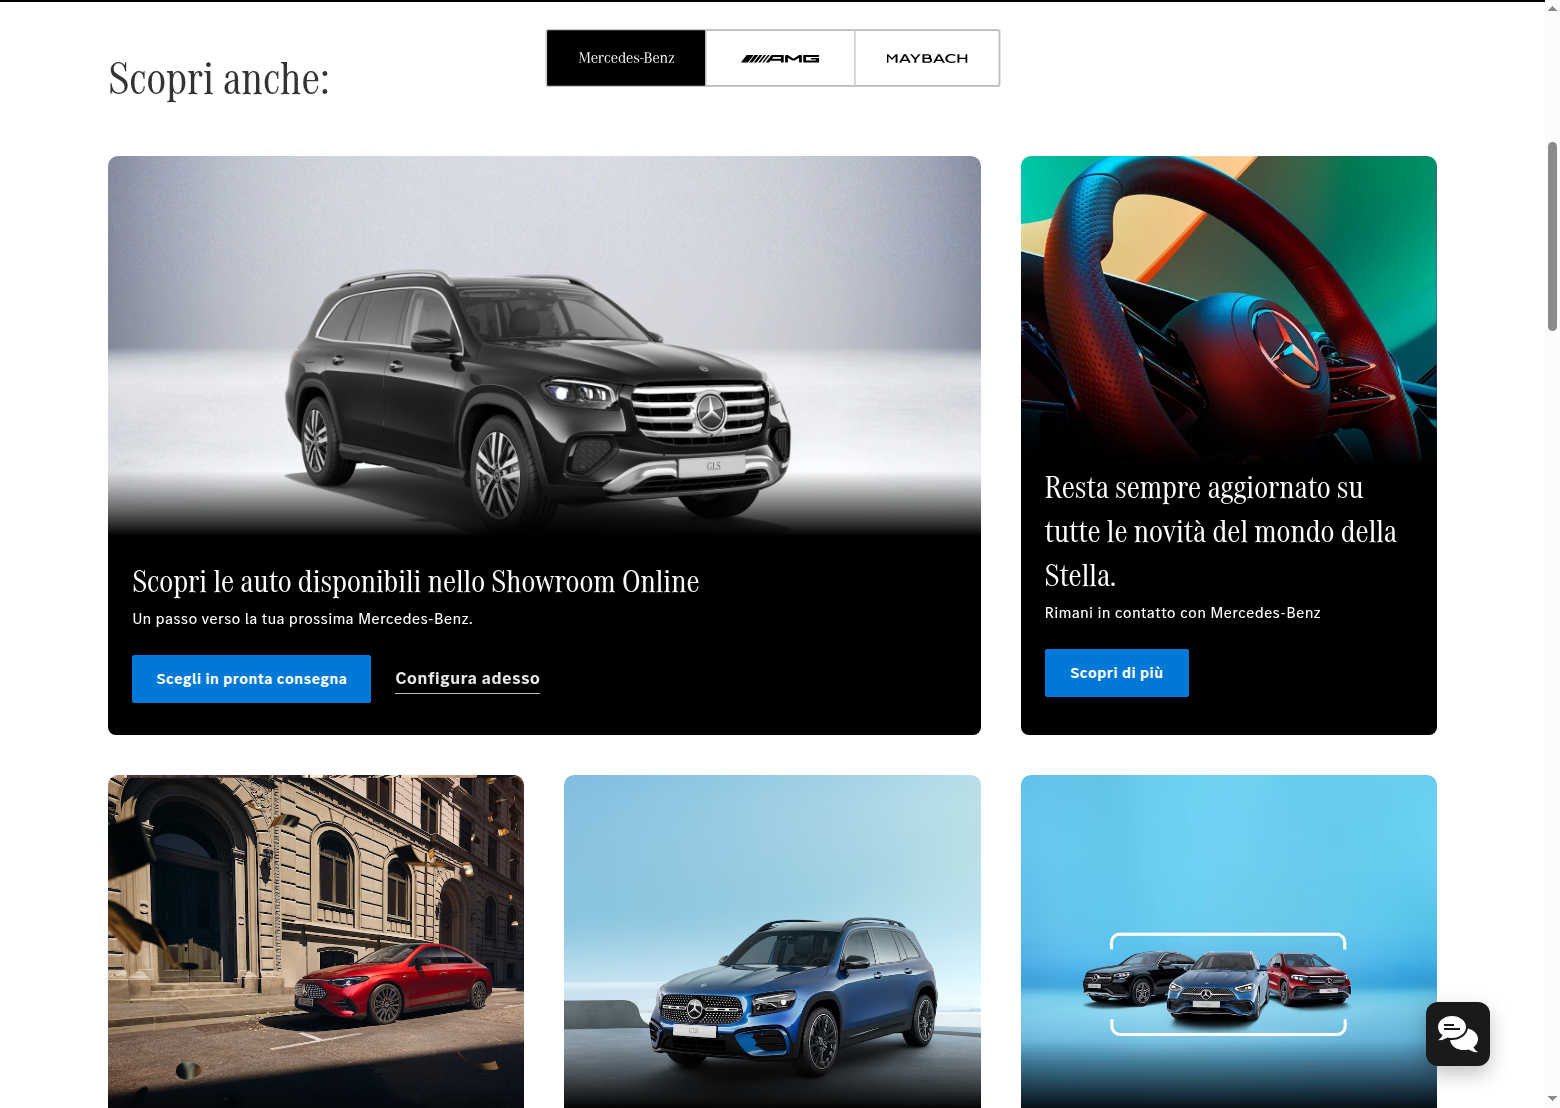 Mercedes-Benz
AMG
MAYBACH
Scopri anche:
GLS
Scopri le auto disponibili nello Showroom Online
Un passo verso la tua prossima Mercedes-Benz.
Scegli in pronta consegna
Configura adesso
Resta sempre aggiornato su
tutte le novità del mondo della
Stella.
Rimani in contatto con Mercedes-Benz
Scopri di più
GLB